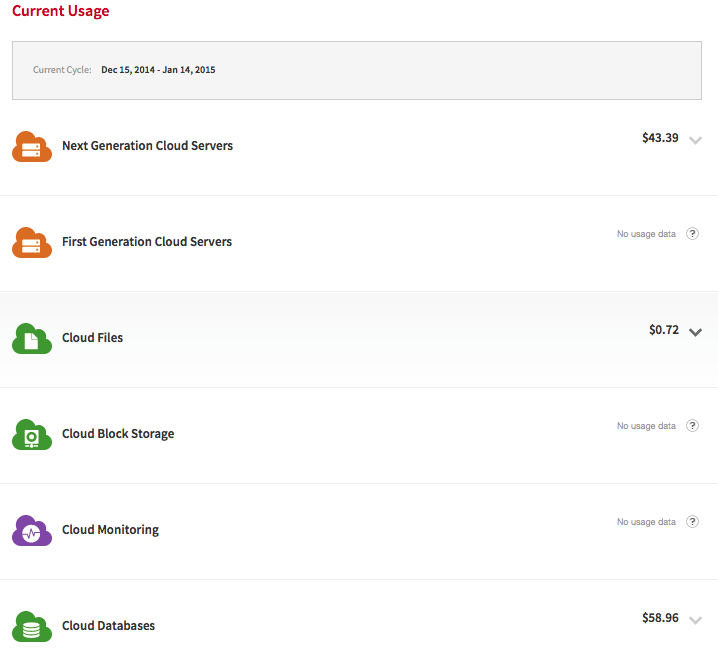 Current Usage
Current Cycle: Dec 15, 2014 - Jan 14, 2015
Next Generation Cloud Servers $43.39
First Generation Cloud Servers No usage data ?
Cloud Files $0.72
Cloud Block Storage No usage data ?
Cloud Monitoring No usage data ?
Cloud Databases $58.96